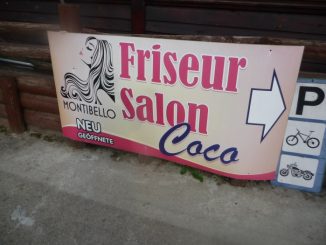 Friseur
Salon
Coco
MONTIBELLO
NEU
GEÖFFNETE
P